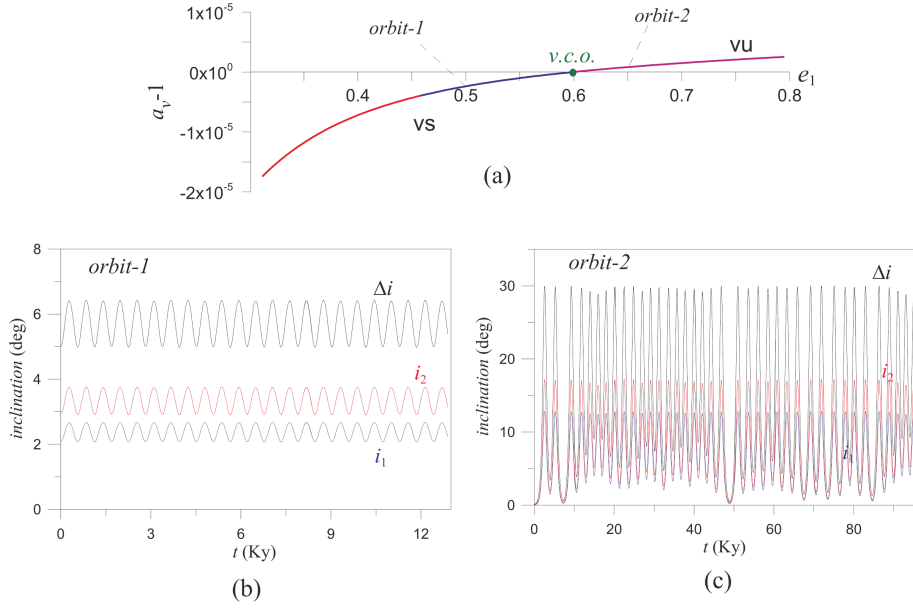 1x10⁻⁵
orbit-1
orbit-2
v.c.o.
vu
0x10⁰
e₁
aᵥ-1
0.4
0.5
0.6
0.7
0.8
vs
-1x10⁻⁵
-2x10⁻⁵
(a)
8
orbit-1
Δi
6
inclination (deg)
i₂
4
2
i₁
0
0
3
6
9
12
t (Ky)
(b)
orbit-2
Δi
30
inclination (deg)
20
i₂
10
i₁
0
0
20
40
60
80
t (Ky)
(c)